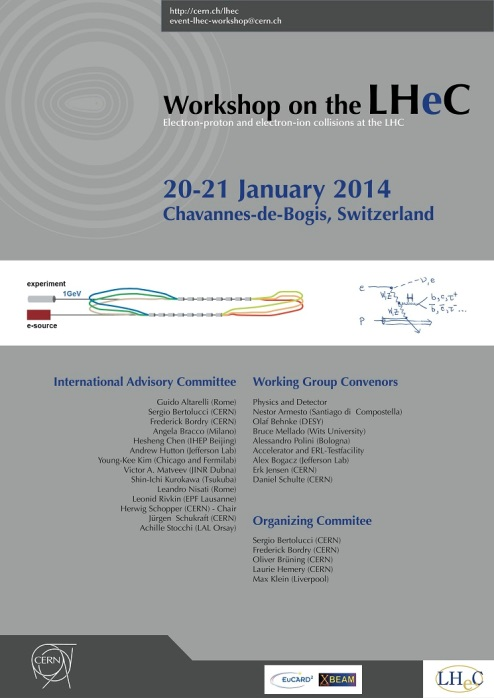 http://cern.ch/lhec
event-lhec-workshop@cern.ch
Workshop on the LHeC
Electron-proton and electron-ion collisions at the LHC
20-21 January 2014
Chavannes-de-Bogis, Switzerland
experiment
1GeV
e-source
e
ν,e
H
P
International Advisory Committee
Guido Altarelli (Rome)
Sergio Bertolucci (CERN)
Frederick Bordry (CERN)
Angela Bracco (Milano)
Hesheng Chen (IHEP Beijing)
Andrew Hutton (Jefferson Lab)
Young-Kee Kim (Chicago and Fermilab)
Victor A. Matveev (JINR Dubna)
Shin-Ichi Kurokawa (Tsukuba)
Leandro Nisati (Rome)
Leonid Rivkin (EPF Lausanne)
Herwig Schopper (CERN) - Chair
Jürgen Schukraft (CERN)
Achille Stocchi (LAL Orsay)
Working Group Convenors
Physics and Detector
Nestor Armesto (Santiago di Compostella)
Olaf Behnke (DESY)
Bruce Mellado (Wits University)
Alessandro Polini (Bologna)
Accelerator and ERL-Testfacility
Alex Bogacz (Jefferson Lab)
Erk Jensen (CERN)
Daniel Schulte (CERN)
Organizing Commitee
Sergio Bertolucci (CERN)
Frederick Bordry (CERN)
Oliver Brüning (CERN)
Laurie Hemery (CERN)
Max Klein (Liverpool)
CERN
EuCARD²
XBEAM
LHeC